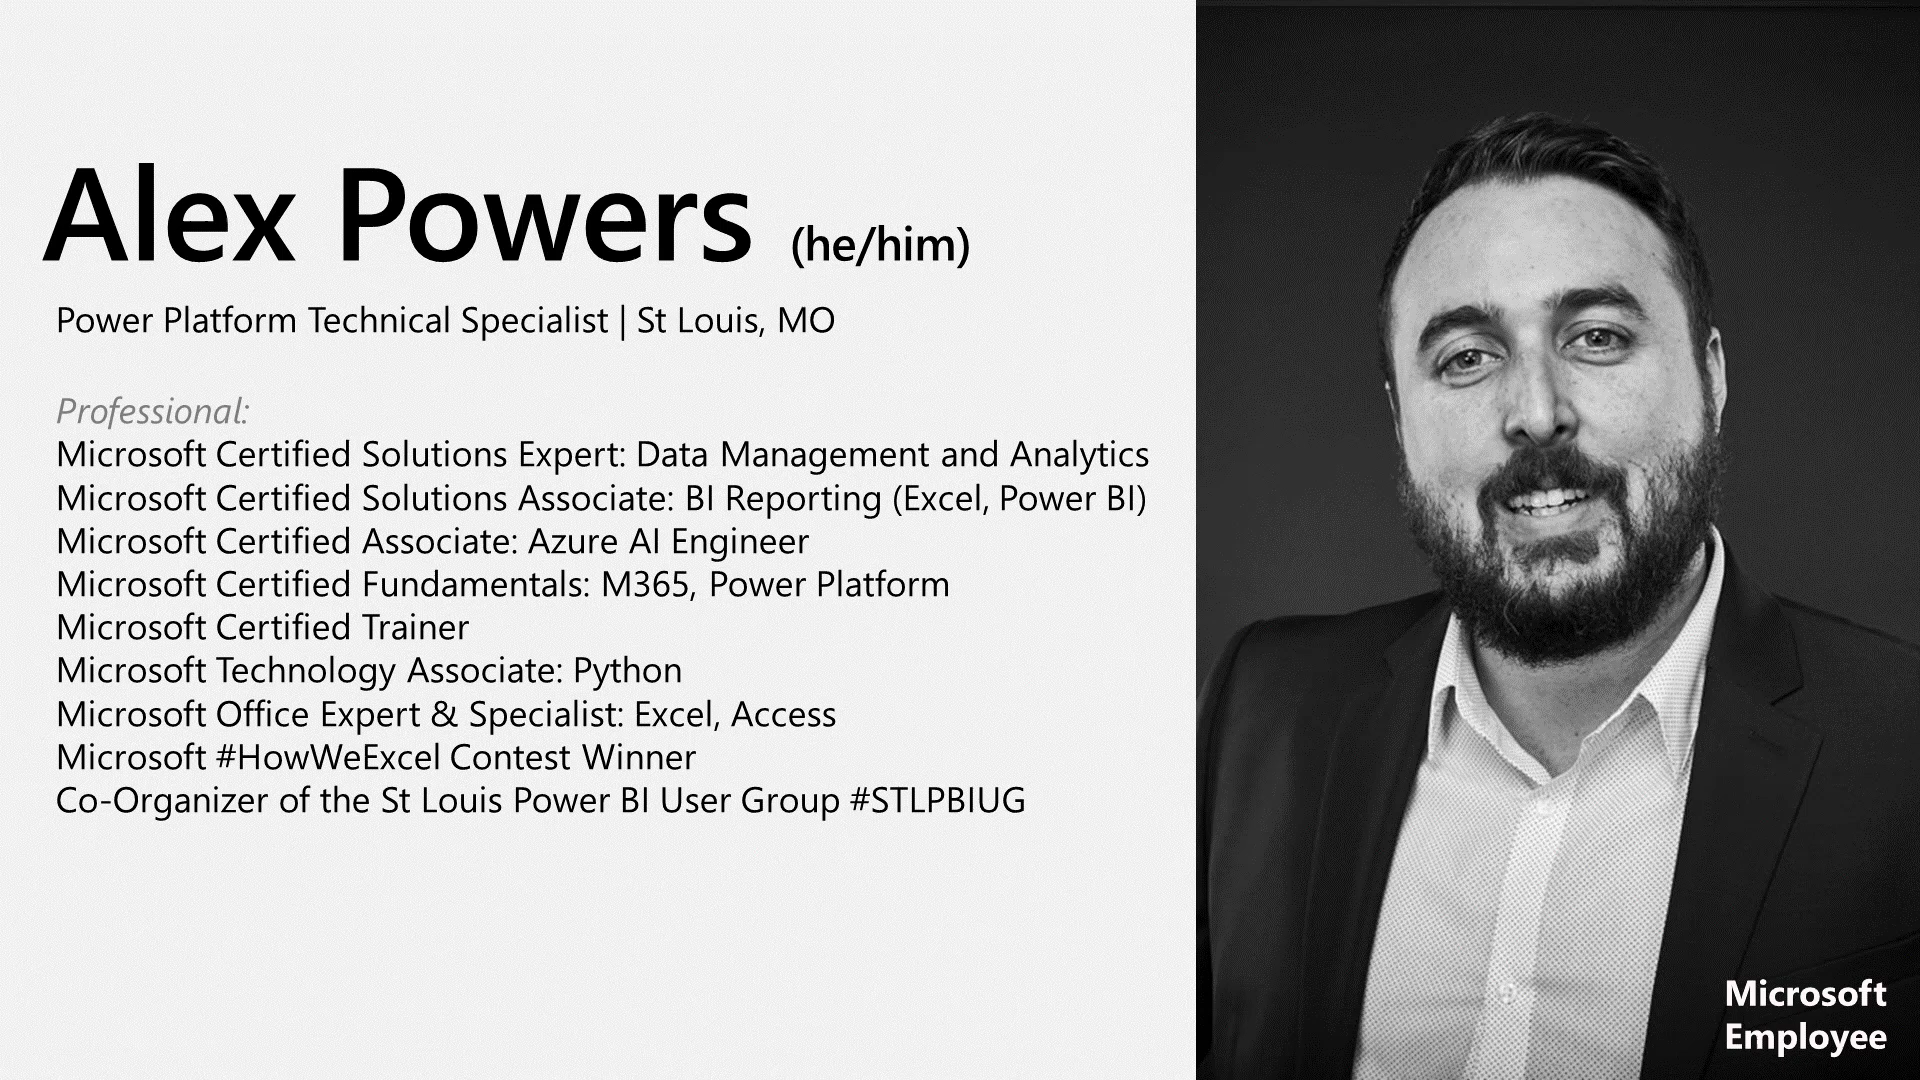 Alex Powers (he/him)
Power Platform Technical Specialist | St Louis, MO
Professional:
Microsoft Certified Solutions Expert: Data Management and Analytics
Microsoft Certified Solutions Associate: BI Reporting (Excel, Power BI)
Microsoft Certified Associate: Azure AI Engineer
Microsoft Certified Fundamentals: M365, Power Platform
Microsoft Certified Trainer
Microsoft Technology Associate: Python
Microsoft Office Expert & Specialist: Excel, Access
Microsoft #HowWeExcel Contest Winner
Co-Organizer of the St Louis Power BI User Group #STLPBIUG
Microsoft
Employee